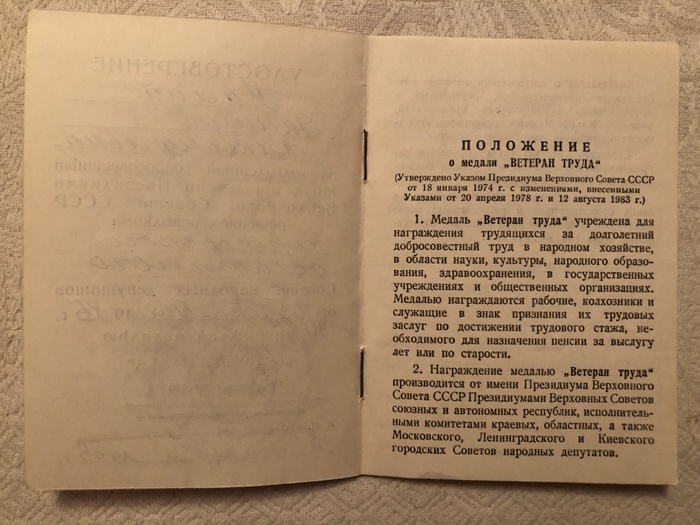 ПОЛОЖЕНИЕ
о медали „ВЕТЕРАН ТРУДА“
(Утверждено Указом Президиума Верховного Совета СССР
от 18 января 1974 г. с изменениями, внесенными
Указами от 20 апреля 1978 г. и 12 августа 1983 г.)
1. Медаль „Ветеран труда“ учреждена для
награждения трудящихся за долголетний
добросовестный труд в народном хозяйстве,
в области науки, культуры, народного образо-
вания, здравоохранения, в государственных
учреждениях и общественных организациях.
Медалью награждаются рабочие, колхозники и
служащие в знак признания их трудовых
заслуг по достижении трудового стажа, не-
обходимого для назначения пенсии за выслугу
лет или по старости.
2. Награждение медалью „Ветеран труда“
производится от имени Президиума Верховного
Совета СССР Президиумами Верховных Советов
союзных и автономных республик, исполнитель-
ными комитетами краевых, областных, а также
Московского, Ленинградского и Киевского
городских Советов народных депутатов.